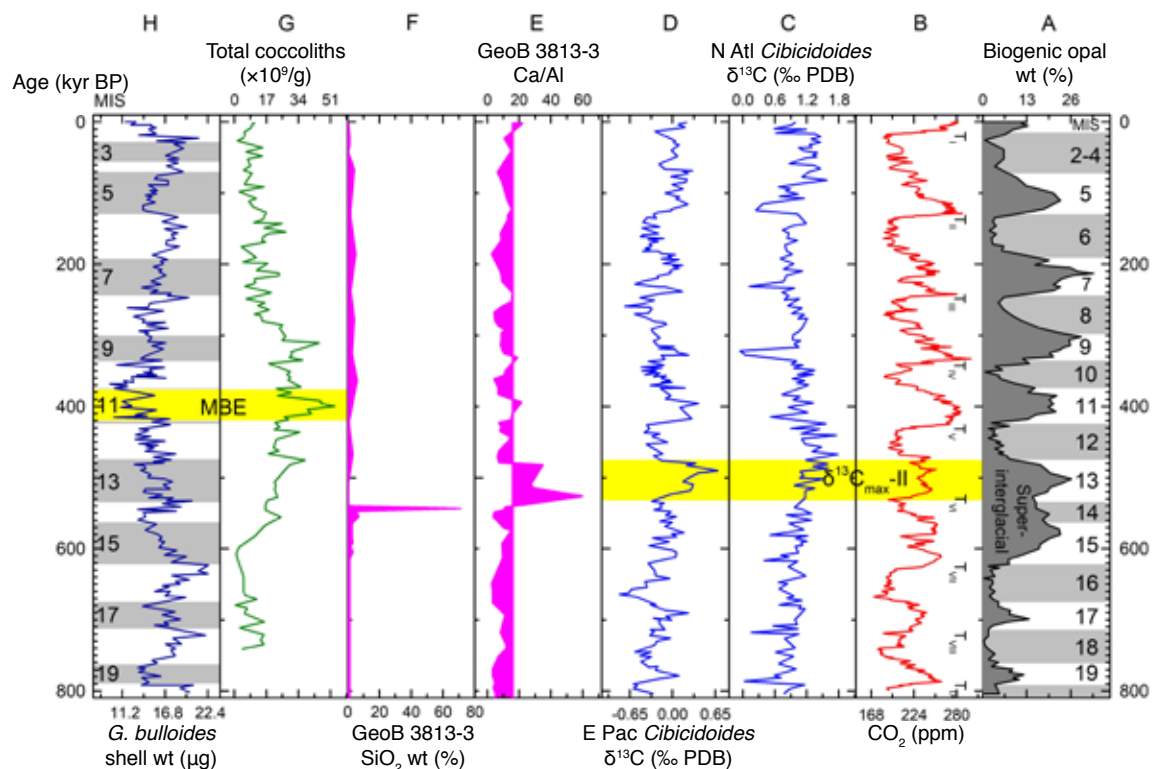 H G F E D C B A
Total coccoliths GeoB 3813-3 N Atl Cibicidoides Biogenic opal
(×10⁹/g) Ca/Al δ¹³C (‰ PDB) wt (%)
Age (kyr BP)
MIS 0 17 34 51 0 20 40 60 0.0 0.6 1.2 1.8 0 13 26
0 MIS 0
3 2-4
5 5
6
200 7 7 200
8
9 9
10
400 11 MBE 11 400
12
13 δ¹³Cmax-II 13
Super-
interglacial
14
15 15
600 600
16
17 17
18
19 19
800 800
T I
T II
T III
T IV
T V
T VI
T VII
T VIII
T
11.2 16.8 22.4 0 20 40 60 80 -0.65 0.00 0.65 168 224 280
G. bulloides GeoB 3813-3 E Pac Cibicidoides CO₂ (ppm)
shell wt (µg) SiO₂ wt (%) δ¹³C (‰ PDB)